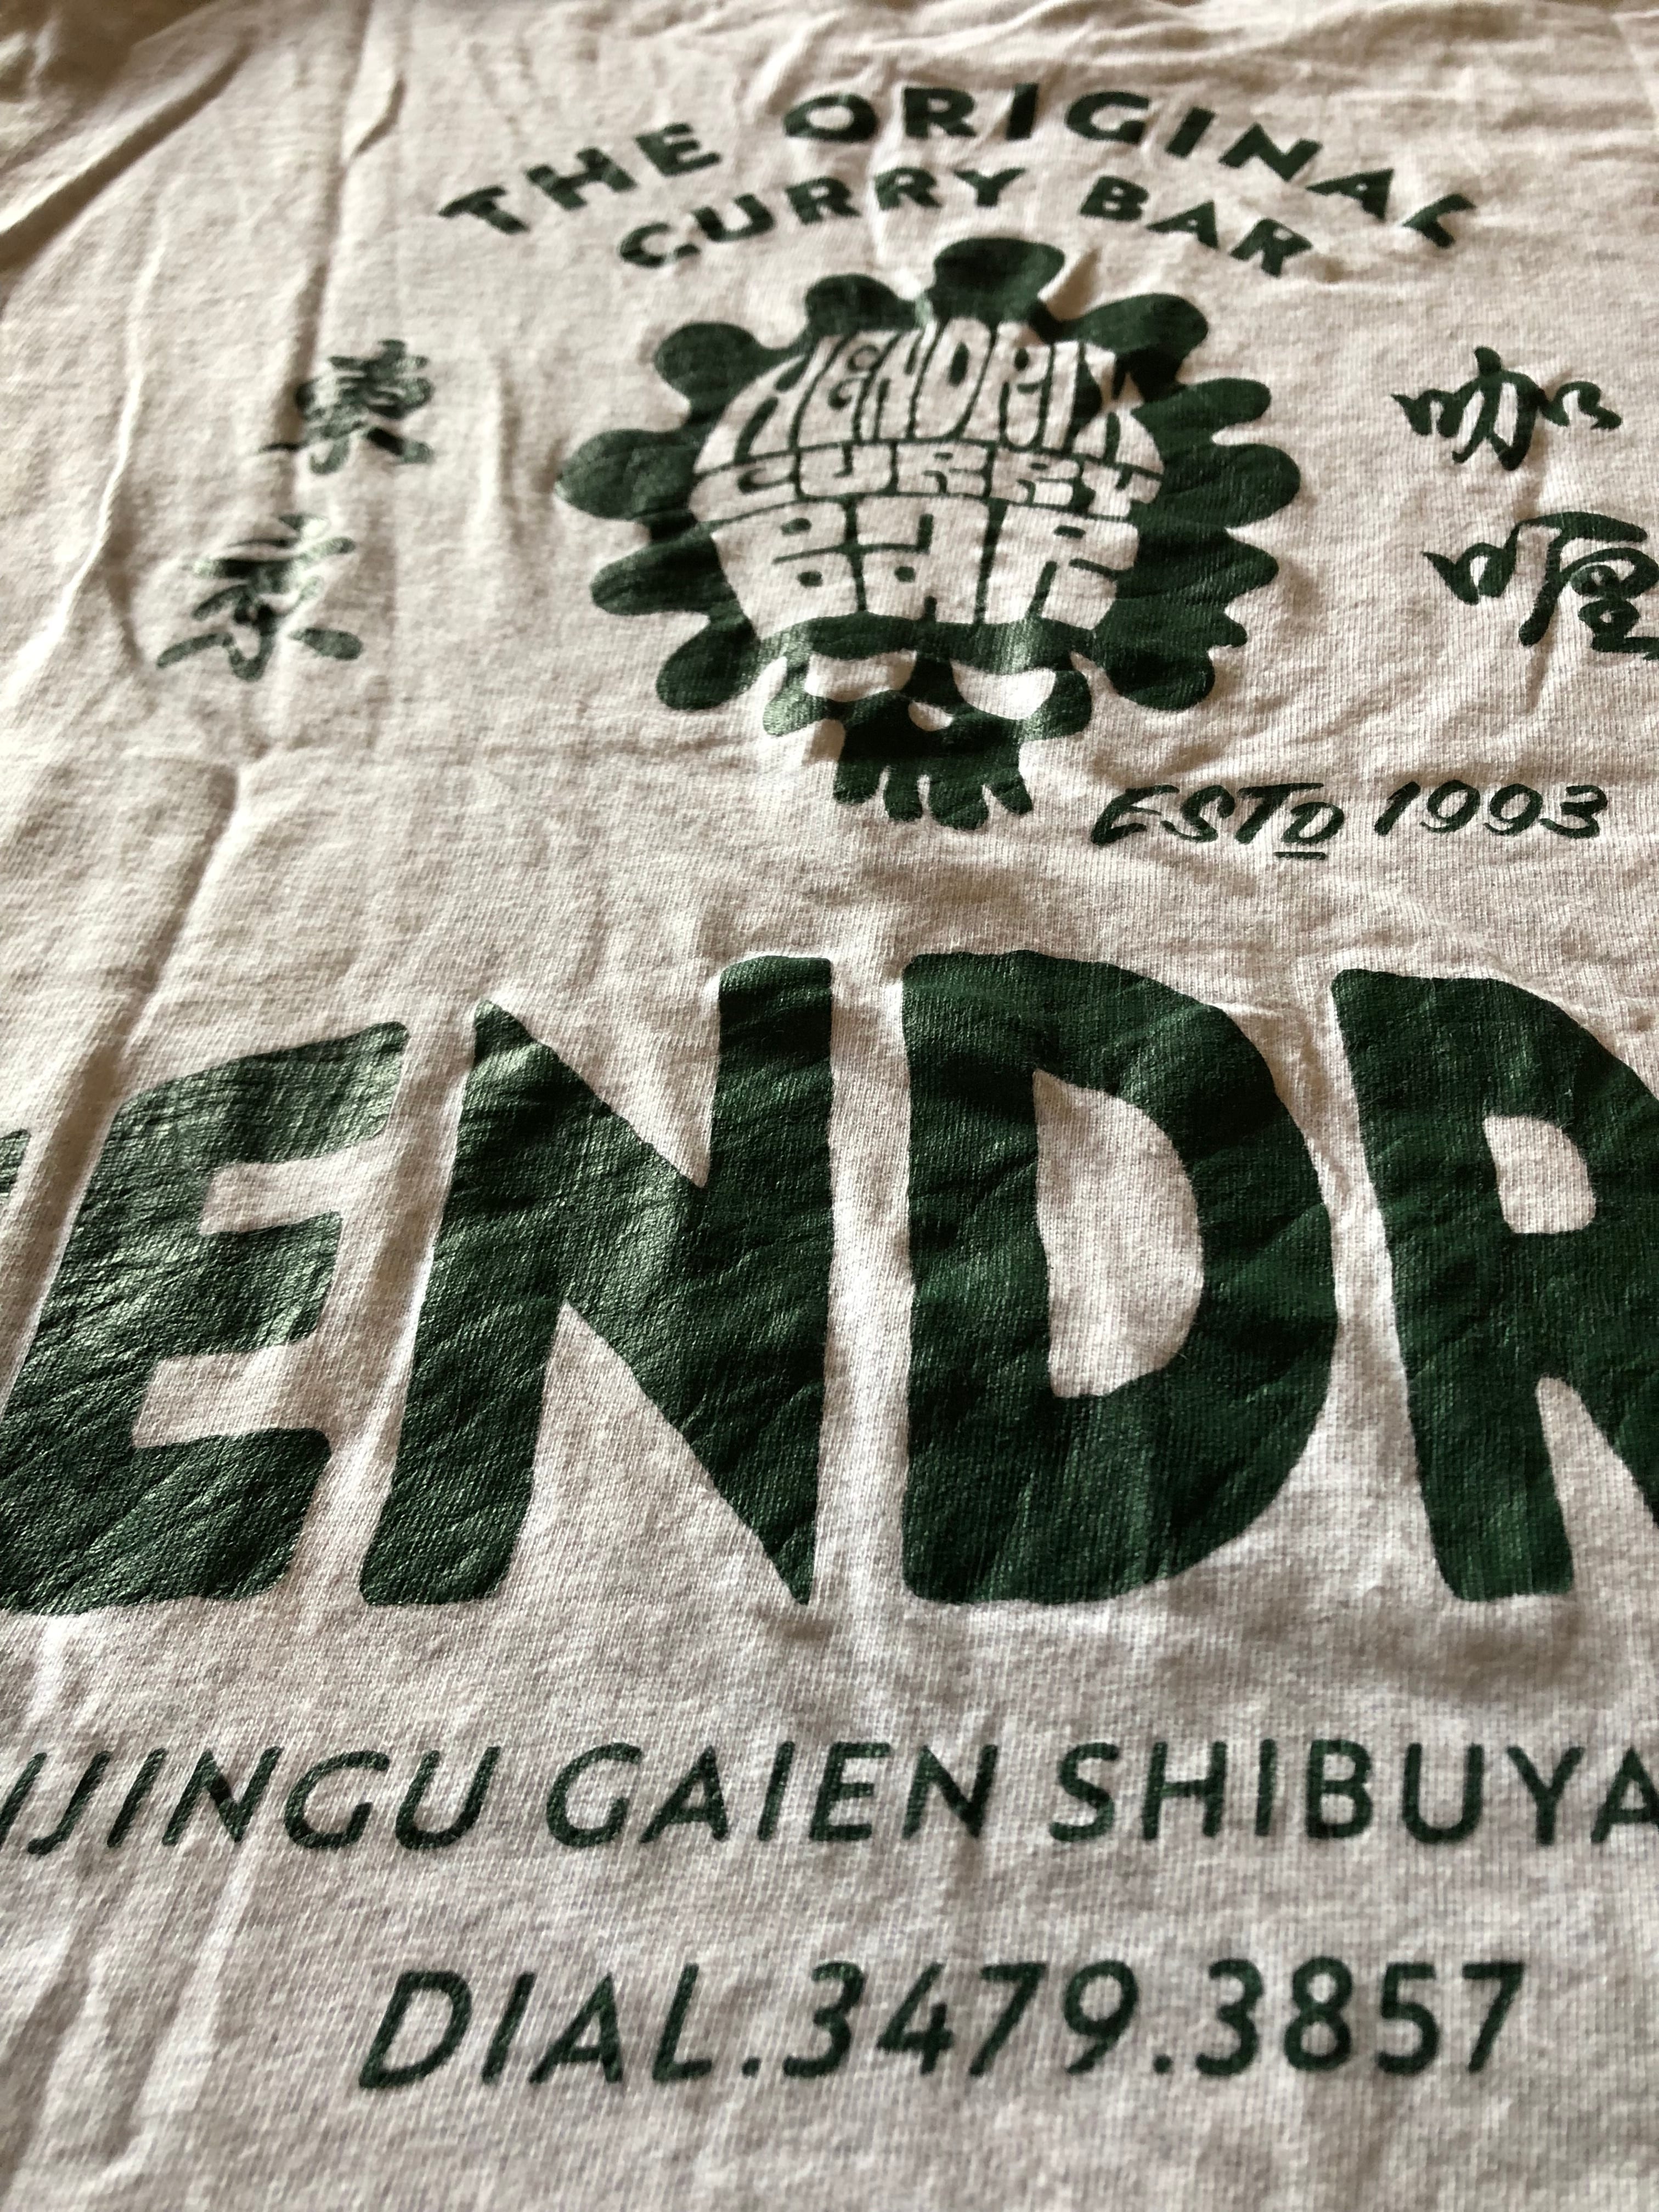 THE ORIGINAL
CURRY BAR
東京
咖喱
HENDRIX
CURRY
BAR
ESTD 1993
ENDR
JINGU GAIEN SHIBUYA
DIAL.3479.3857